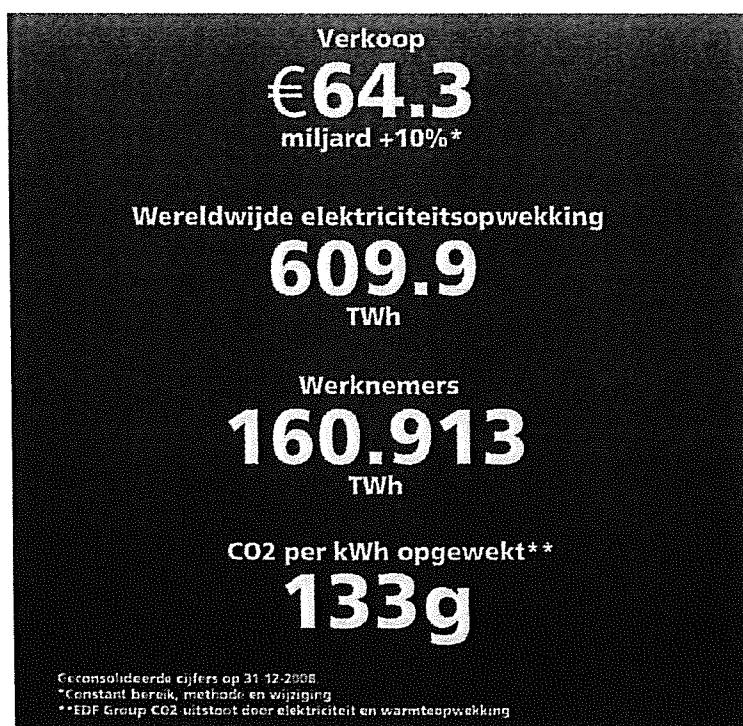 Verkoop
€64.3
miljard +10%*
Wereldwijde elektriciteitsopwekking
609.9
TWh
Werknemers
160.913
TWh
CO2 per kWh opgewekt**
133g
Geconsolideerde cijfers op 31-12-2008
*Constant bereik, methode en wijziging
**EDF Group CO2-uitstoot door elektriciteit en warmteopwekking